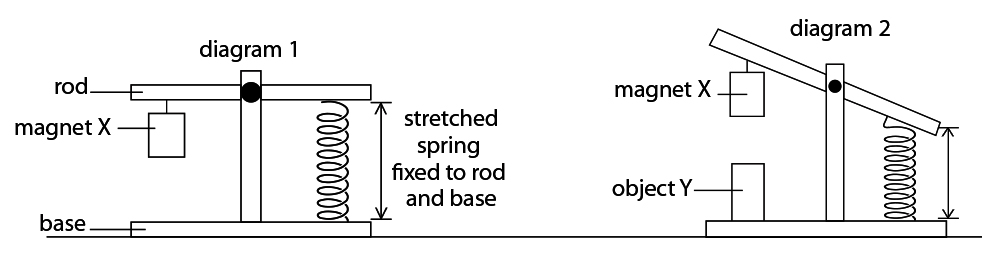 diagram 1
rod
magnet X
stretched
spring
fixed to rod
and base
base
diagram 2
magnet X
object Y